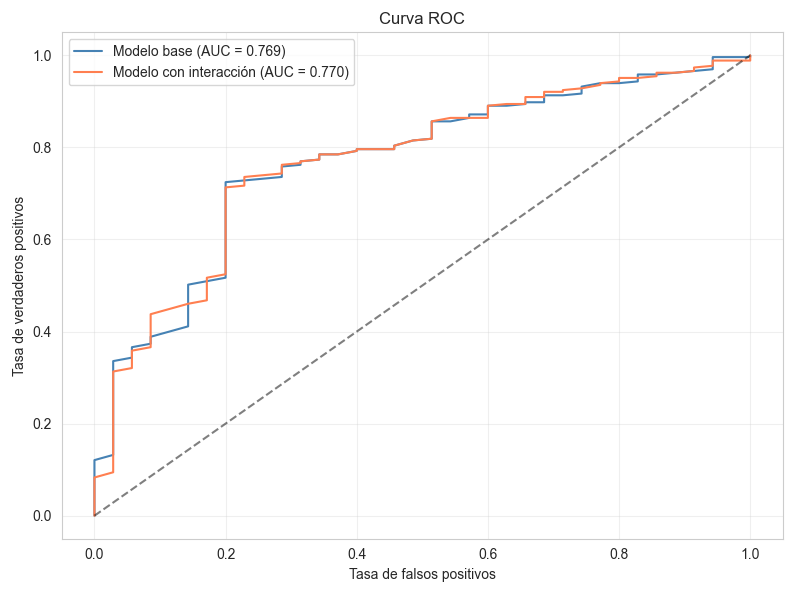 Curva ROC
Modelo base (AUC = 0.769)
Modelo con interacción (AUC = 0.770)
Tasa de verdaderos positivos
1.0
0.8
0.6
0.4
0.2
0.0
0.0 0.2 0.4 0.6 0.8 1.0
Tasa de falsos positivos